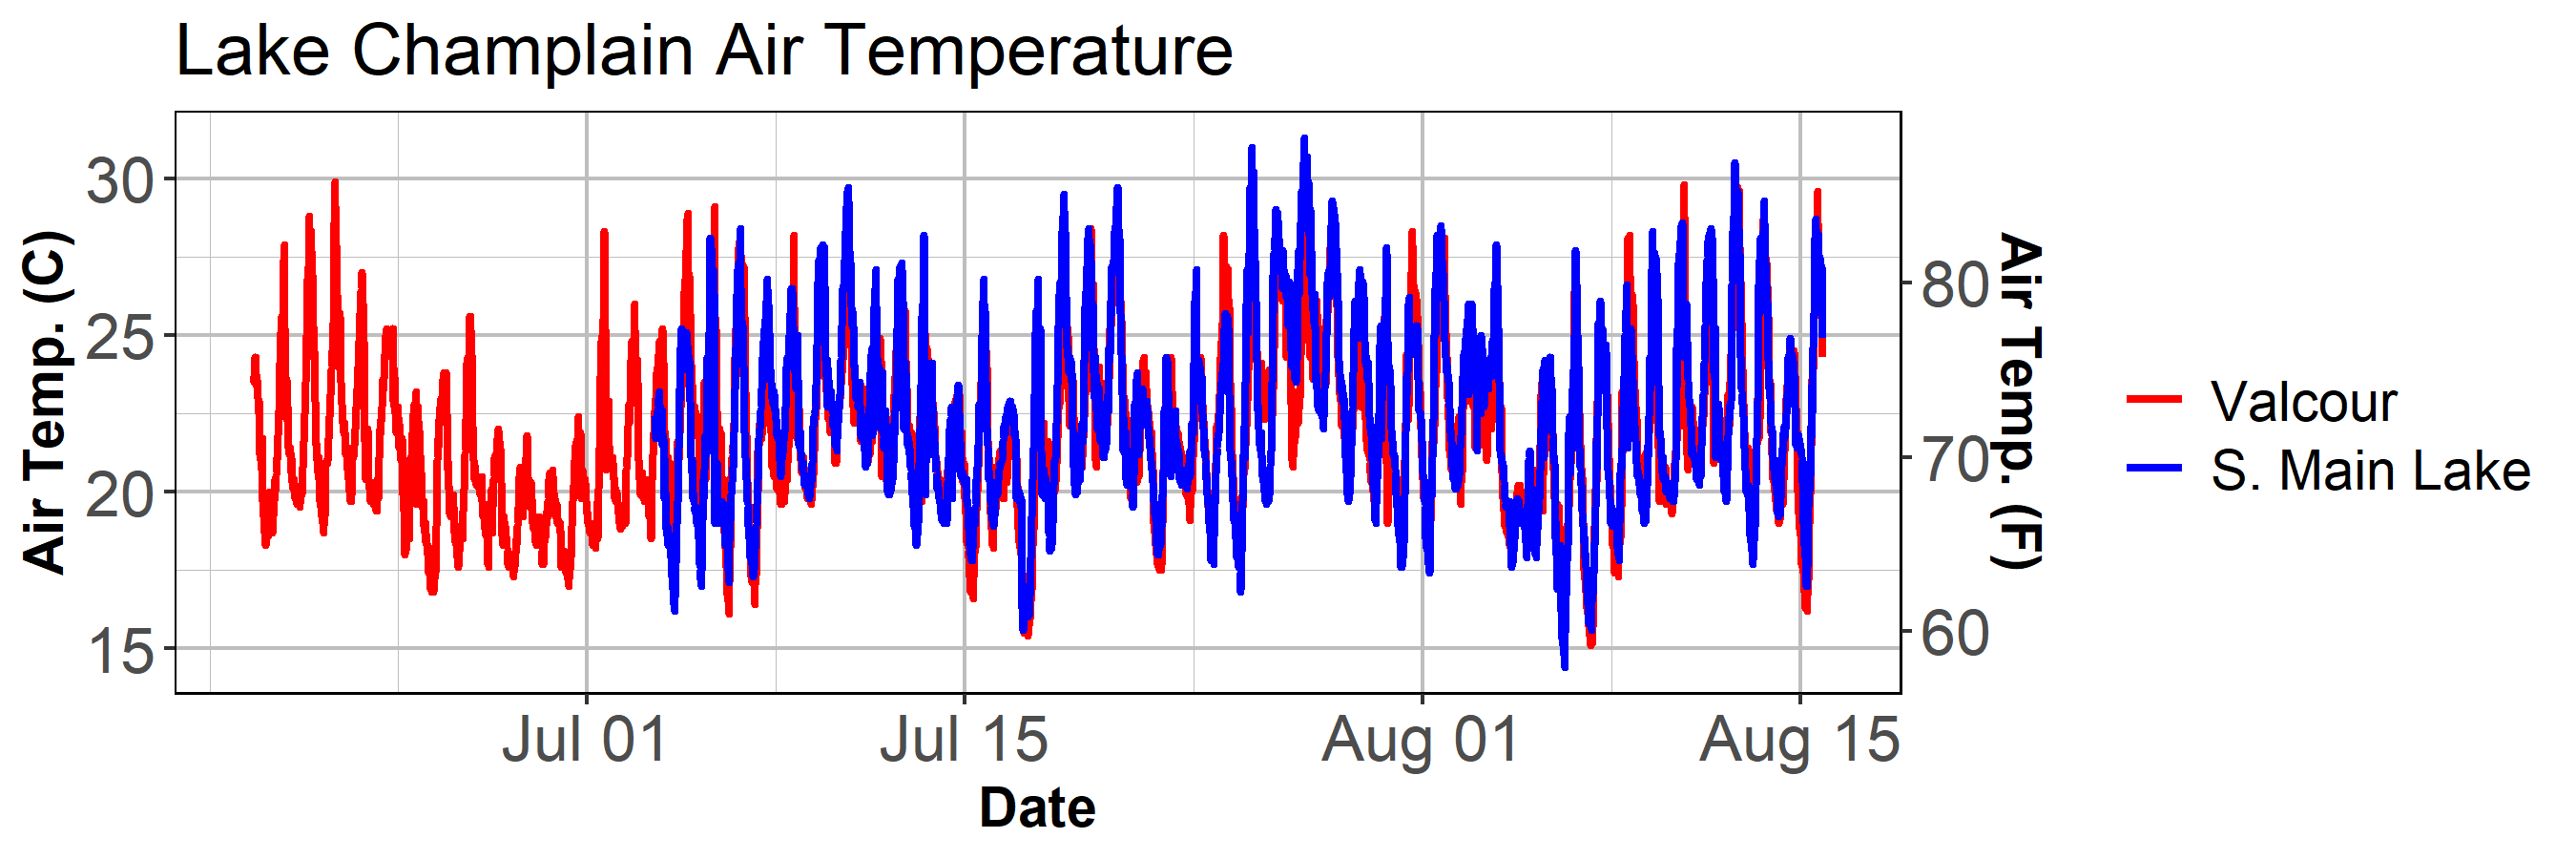 Lake Champlain Air Temperature
Air Temp. (C)
30
25
20
15
80
70
60
Air Temp. (F)
Jul 01
Jul 15
Aug 01
Aug 15
Date
Valcour
S. Main Lake